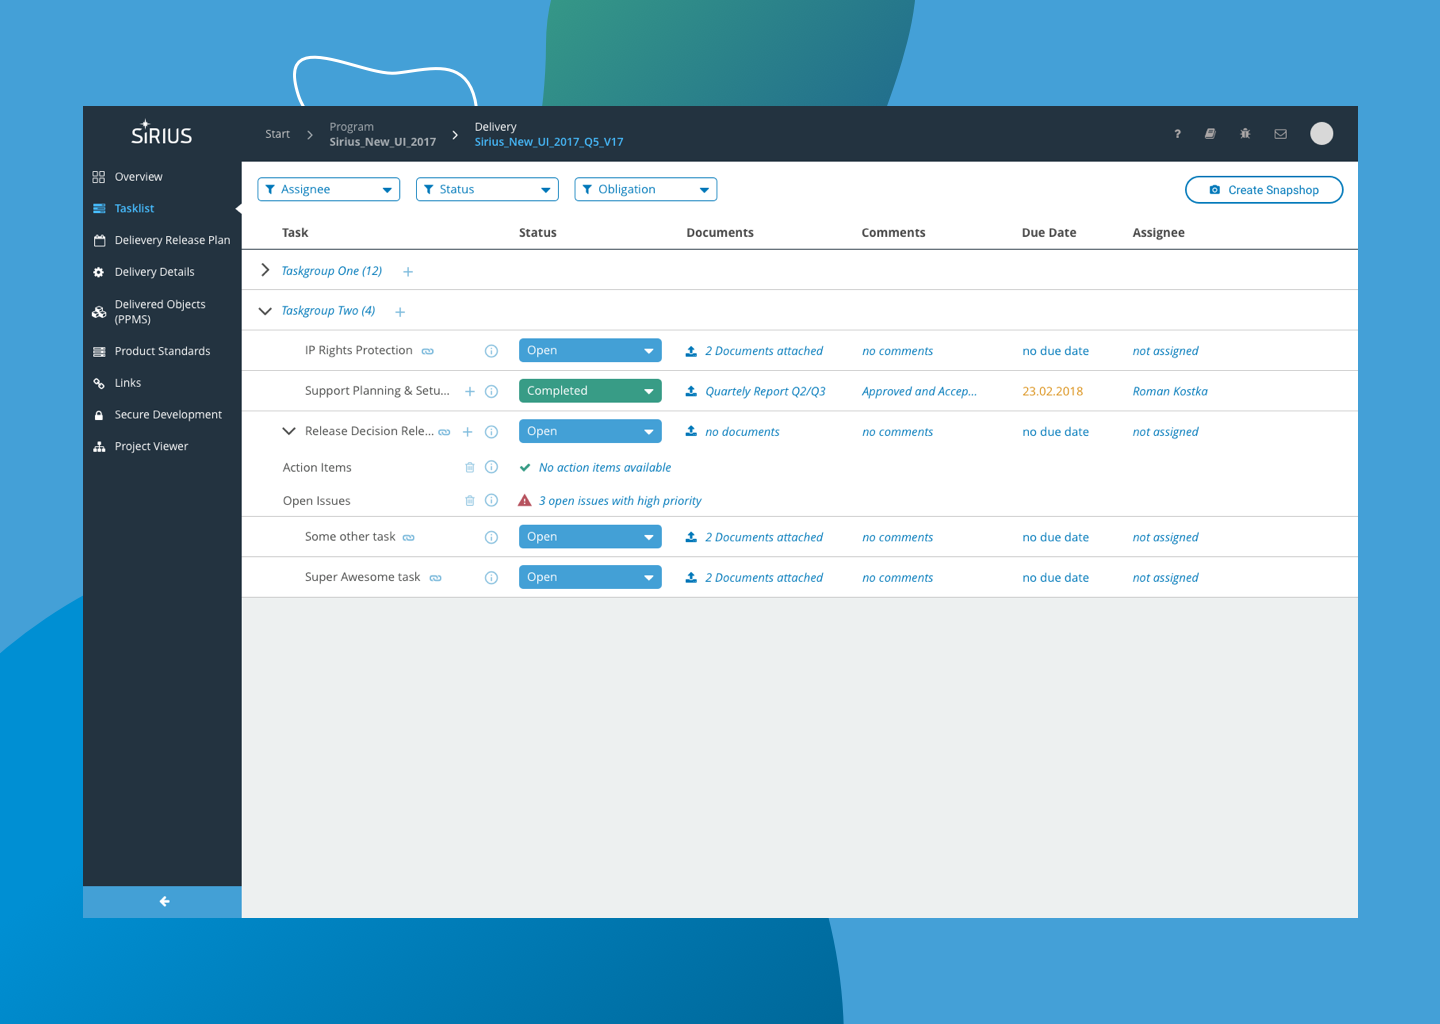 SiRIUS
Start
Program
Sirius_New_UI_2017
Delivery
Sirius_New_UI_2017_Q5_V17
?
Overview
Tasklist
Delievery Release Plan
Delivery Details
Delivered Objects
(PPMS)
Product Standards
Links
Secure Development
Project Viewer
Assignee
Status
Obligation
Create Snapshop
Task Status Documents Comments Due Date Assignee
Taskgroup One (12) +
Taskgroup Two (4) +
IP Rights Protection Open 2 Documents attached no comments no due date not assigned
Support Planning & Setu... + Completed Quartely Report Q2/Q3 Approved and Accep... 23.02.2018 Roman Kostka
Release Decision Rele... + Open no documents no comments no due date not assigned
Action Items No action items available
Open Issues 3 open issues with high priority
Some other task Open 2 Documents attached no comments no due date not assigned
Super Awesome task Open 2 Documents attached no comments no due date not assigned